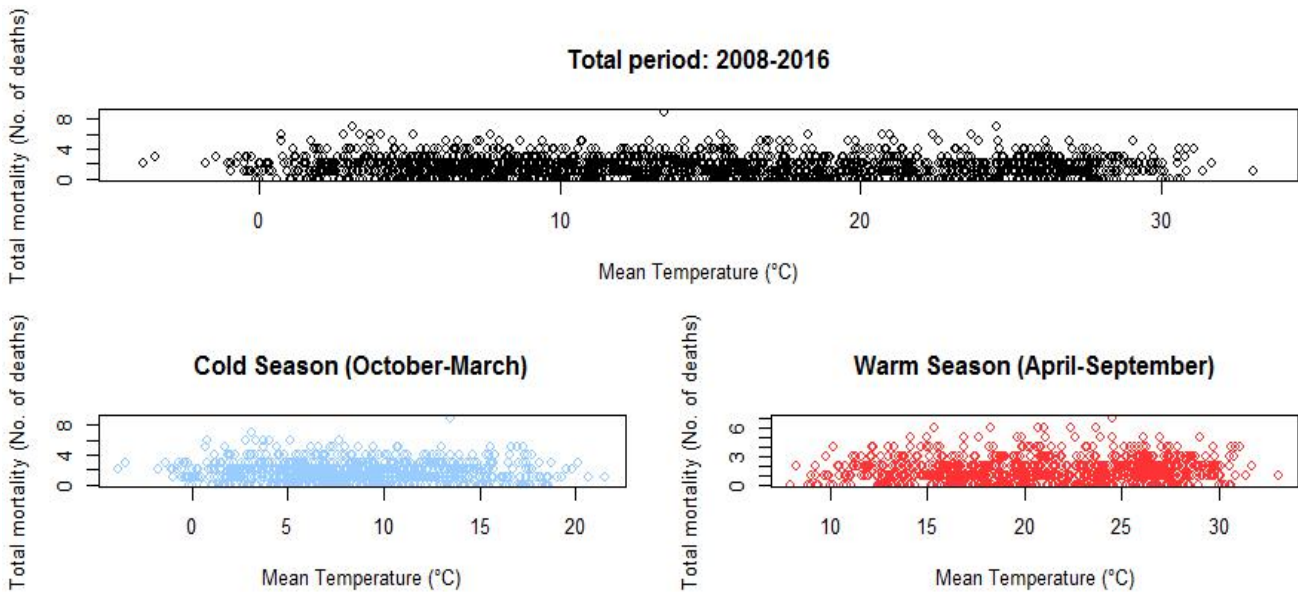 Total period: 2008-2016
Total mortality (No. of deaths)
8
4
0
0 10 20 30
Mean Temperature (°C)
Cold Season (October-March)
Total mortality (No. of deaths)
8
4
0
0 5 10 15 20
Mean Temperature (°C)
Warm Season (April-September)
Total mortality (No. of deaths)
6
3
0
10 15 20 25 30
Mean Temperature (°C)